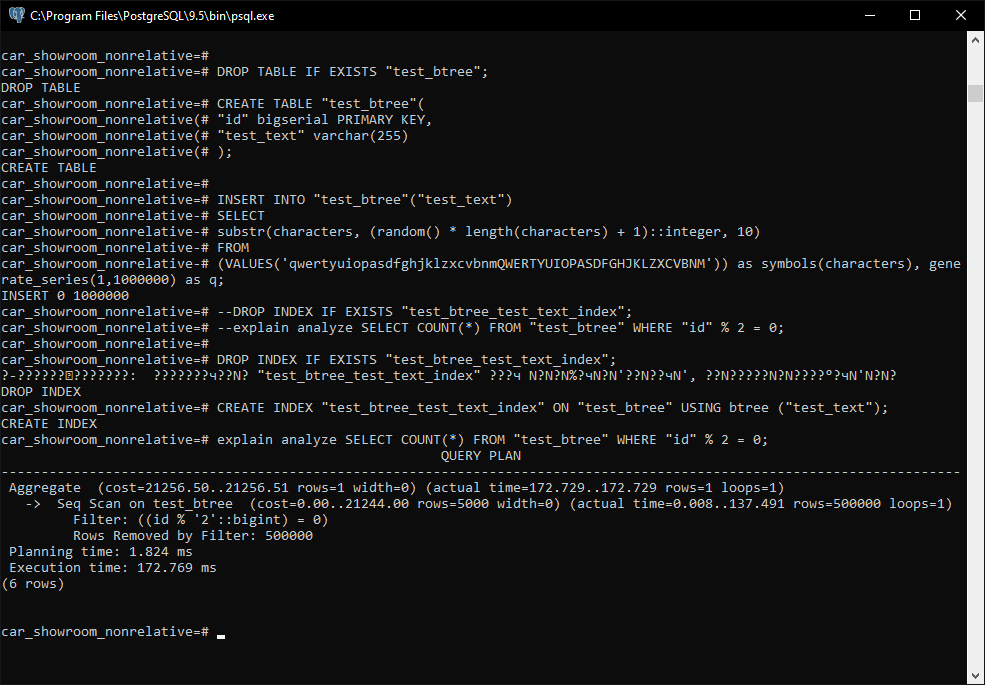 C:\Program Files\PostgreSQL\9.5\bin\psql.exe
car_showroom_nonrelative=#
car_showroom_nonrelative=# DROP TABLE IF EXISTS "test_btree";
DROP TABLE
car_showroom_nonrelative=# CREATE TABLE "test_btree"(
car_showroom_nonrelative(# "id" bigserial PRIMARY KEY,
car_showroom_nonrelative(# "test_text" varchar(255)
car_showroom_nonrelative(# );
CREATE TABLE
car_showroom_nonrelative=#
car_showroom_nonrelative=# INSERT INTO "test_btree"("test_text")
car_showroom_nonrelative-# SELECT
car_showroom_nonrelative-# substr(characters, (random() * length(characters) + 1)::integer, 10)
car_showroom_nonrelative-# FROM
car_showroom_nonrelative-# (VALUES('qwertyuiopasdfghjklzxcvbnmQWERTYUIOPASDFGHJKLZXCVBNM')) as symbols(characters), gene
rate_series(1,1000000) as q;
INSERT 0 1000000
car_showroom_nonrelative=# --DROP INDEX IF EXISTS "test_btree_test_text_index";
car_showroom_nonrelative=# --explain analyze SELECT COUNT(*) FROM "test_btree" WHERE "id" % 2 = 0;
car_showroom_nonrelative=#
car_showroom_nonrelative=# DROP INDEX IF EXISTS "test_btree_test_text_index";
?-??????⍰???????:  ???????ч??N? "test_btree_test_text_index" ???ч N?N?N%?чN?N'??N??чN', ??N?????N?N????°?чN'N?N?
DROP INDEX
car_showroom_nonrelative=# CREATE INDEX "test_btree_test_text_index" ON "test_btree" USING btree ("test_text");
CREATE INDEX
car_showroom_nonrelative=# explain analyze SELECT COUNT(*) FROM "test_btree" WHERE "id" % 2 = 0;
QUERY PLAN
------------------------------------------------------------------------------------------------------------------------
Aggregate  (cost=21256.50..21256.51 rows=1 width=0) (actual time=172.729..172.729 rows=1 loops=1)
->  Seq Scan on test_btree  (cost=0.00..21244.00 rows=5000 width=0) (actual time=0.008..137.491 rows=500000 loops=1)
Filter: ((id % '2'::bigint) = 0)
Rows Removed by Filter: 500000
Planning time: 1.824 ms
Execution time: 172.769 ms
(6 rows)
car_showroom_nonrelative=#